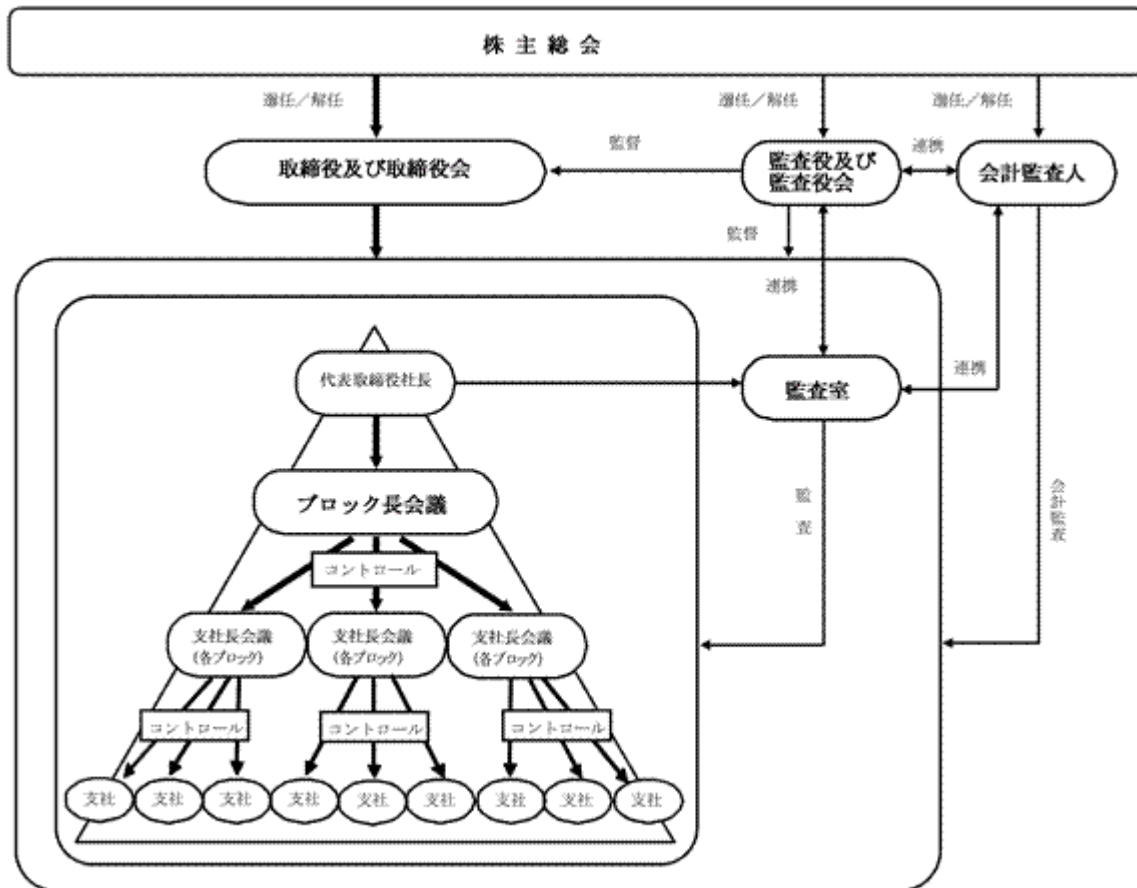 株主総会
選任／解任
選任／解任
選任／解任
取締役及び取締役会
監督
監査役及び
監査役会
連携
会計監査人
監督
連携
代表取締役社長
監査室
連携
ブロック長会議
監査
会計監査
コントロール
支社長会議
(各ブロック)
支社長会議
(各ブロック)
支社長会議
(各ブロック)
コントロール
コントロール
コントロール
支社
支社
支社
支社
支社
支社
支社
支社
支社